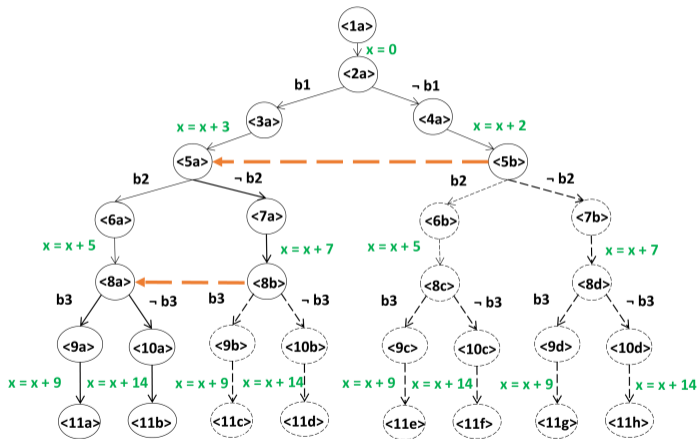 <1a>
x = 0
<2a>
b1 ¬ b1
<3a> <4a>
x = x + 3 x = x + 2
<5a> <5b>
b2 ¬ b2 b2 ¬ b2
<6a> <7a> <6b> <7b>
x = x + 5 x = x + 7 x = x + 5 x = x + 7
<8a> <8b> <8c> <8d>
b3 ¬ b3 b3 ¬ b3 b3 ¬ b3 b3 ¬ b3
<9a> <10a> <9b> <10b> <9c> <10c> <9d> <10d>
x = x + 9 x = x + 14 x = x + 9 x = x + 14 x = x + 9 x = x + 14 x = x + 9 x = x + 14
<11a> <11b> <11c> <11d> <11e> <11f> <11g> <11h>